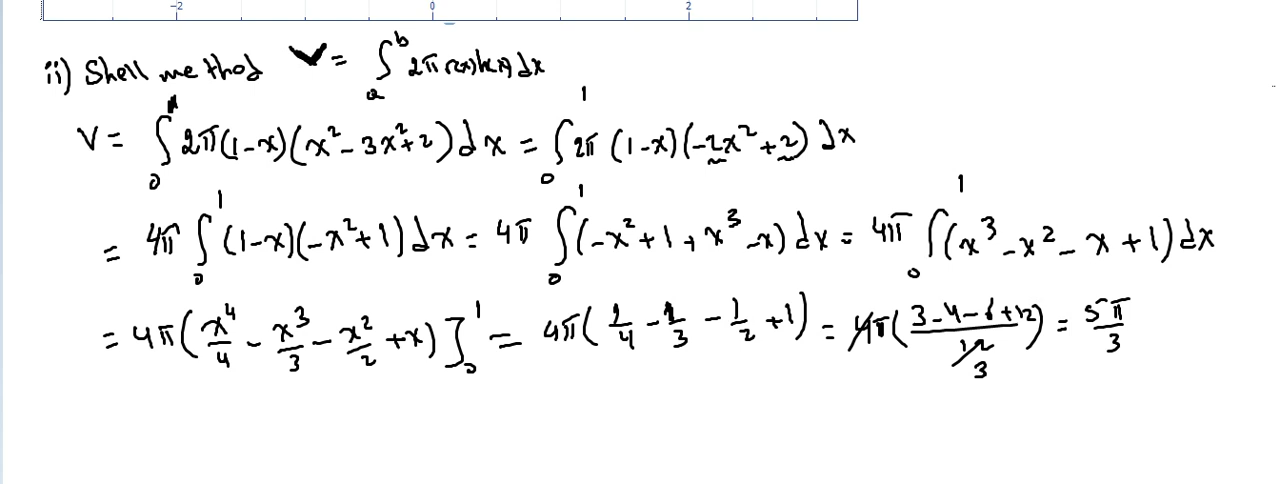 -2 0 2
ii) Shell method V = ∫_a^b 2π r(x)h(x) dx
V = ∫_0^1 2π(1-x)(x²-3x²+2)dx = ∫_0^1 2π (1-x)(-2x²+2) dx
= 4π ∫_0^1 (1-x)(-x²+1)dx = 4π ∫_0^1 (-x²+1+x³-x)dx = 4π ∫_0^1 (x³-x²-x+1)dx
= 4π(x⁴/4 - x³/3 - x²/2 + x)]_0^1 = 4π(1/4 - 1/3 - 1/2 + 1) = 4π((3-4-6+12)/12) 3 = 5π/3